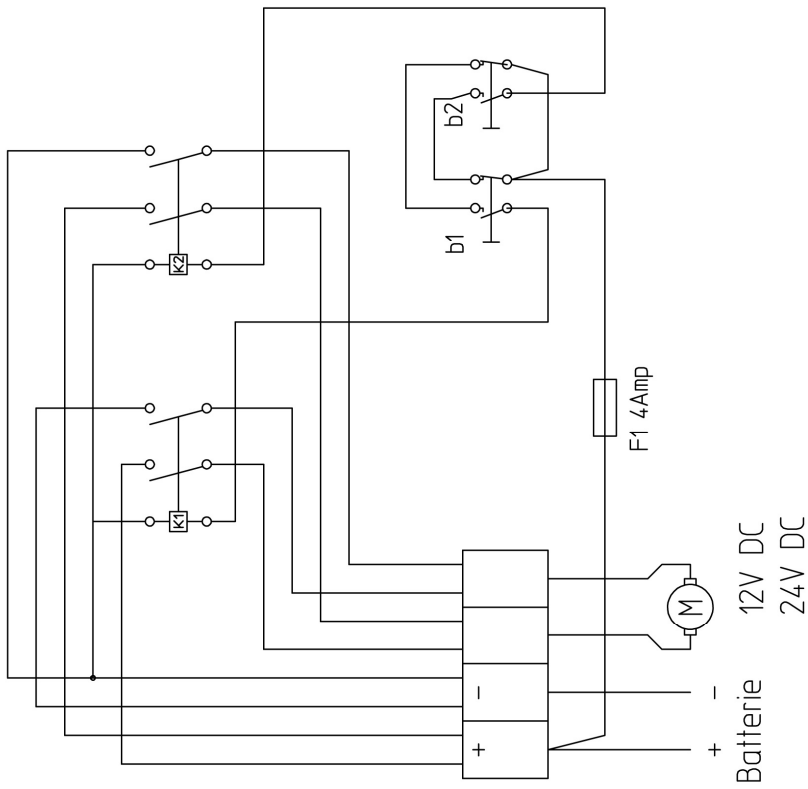 b2
b1
K2
K1
F1 4Amp
M
12V DC
24V DC
+ −
+ −
Batterie